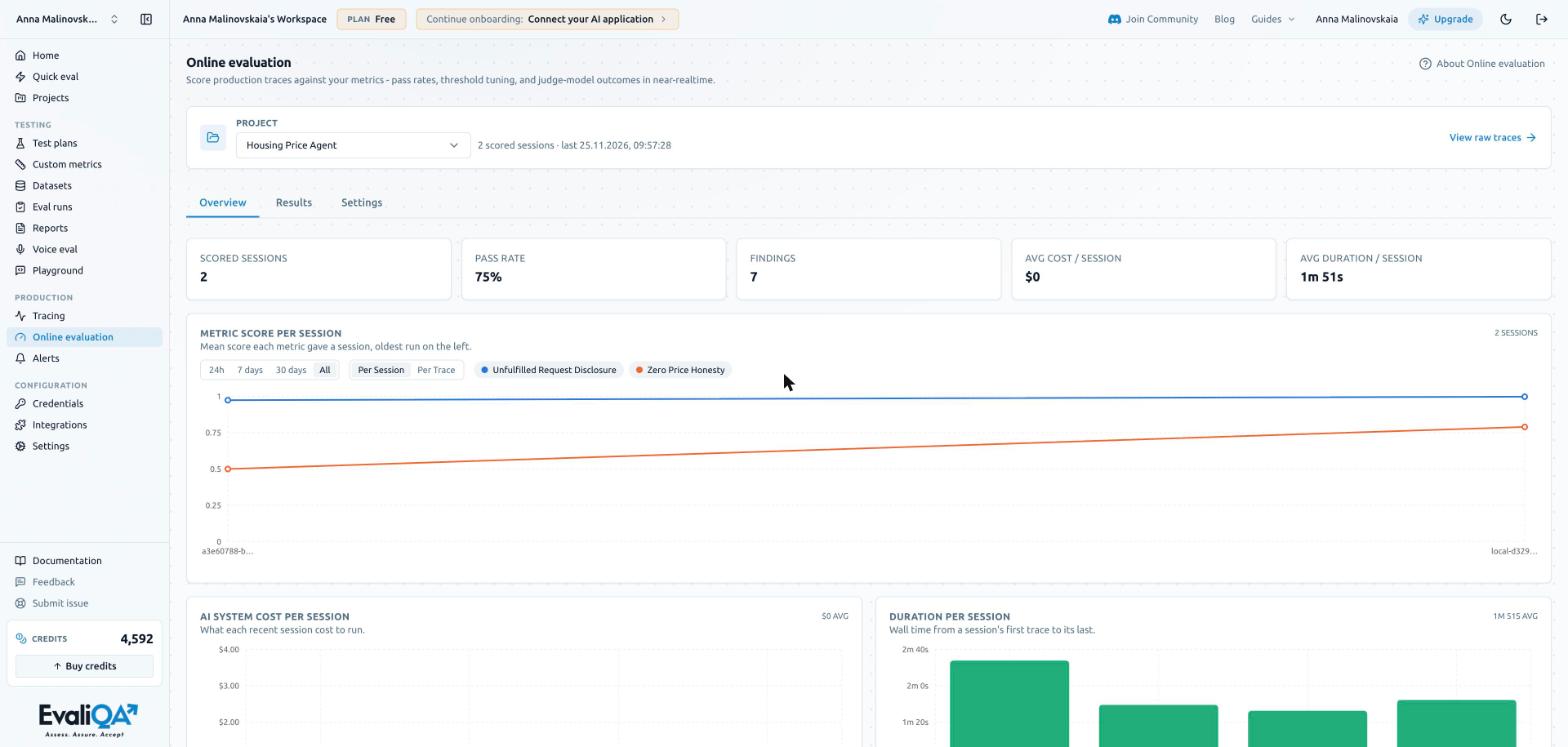 Anna Malinovsk...
Anna Malinovskaia's Workspace
PLAN Free
Continue onboarding: Connect your AI application
Join Community
Blog
Guides
Anna Malinovskaia
Upgrade
Home
Quick eval
Projects
TESTING
Test plans
Custom metrics
Datasets
Eval runs
Reports
Voice eval
Playground
PRODUCTION
Tracing
Online evaluation
Alerts
CONFIGURATION
Credentials
Integrations
Settings
Documentation
Feedback
Submit issue
CREDITS 4,592
Buy credits
EvaliQA
Assess. Assure. Accept
Online evaluation
Score production traces against your metrics - pass rates, threshold tuning, and judge-model outcomes in near-realtime.
About Online evaluation
PROJECT
Housing Price Agent
2 scored sessions · last 25.11.2026, 09:57:28
View raw traces
Overview
Results
Settings
SCORED SESSIONS
2
PASS RATE
75%
FINDINGS
7
AVG COST / SESSION
$0
AVG DURATION / SESSION
1m 51s
METRIC SCORE PER SESSION
2 SESSIONS
Mean score each metric gave a session, oldest run on the left.
24h 7 days 30 days All
Per Session Per Trace
Unfulfilled Request Disclosure
Zero Price Honesty
1
0.75
0.5
0.25
0
a3e60788-b...
local-d329...
AI SYSTEM COST PER SESSION
$0 AVG
What each recent session cost to run.
$4.00
$3.00
$2.00
DURATION PER SESSION
1M 51S AVG
Wall time from a session's first trace to its last.
2m 40s
2m 0s
1m 20s